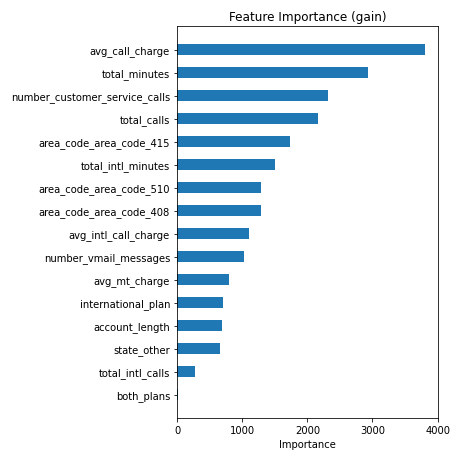 Feature Importance (gain)
avg_call_charge
total_minutes
number_customer_service_calls
total_calls
area_code_area_code_415
total_intl_minutes
area_code_area_code_510
area_code_area_code_408
avg_intl_call_charge
number_vmail_messages
avg_mt_charge
international_plan
account_length
state_other
total_intl_calls
both_plans
0 1000 2000 3000 4000
Importance